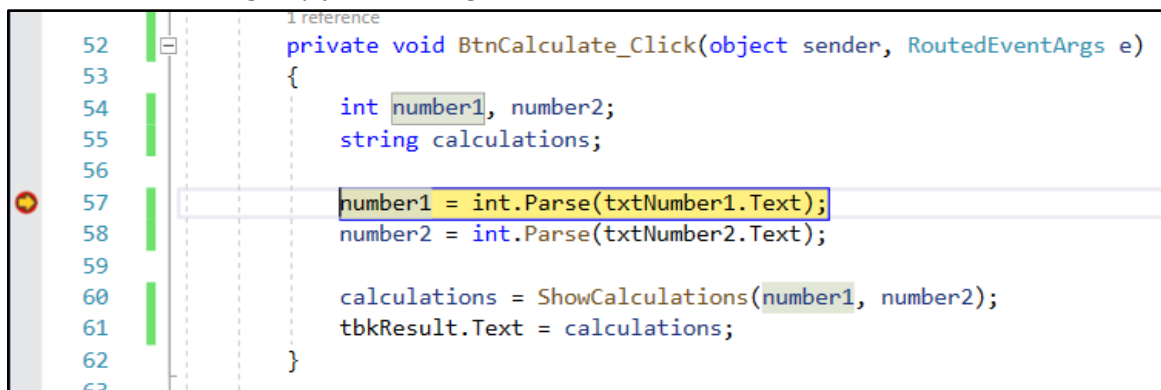 1 reference
52 private void BtnCalculate_Click(object sender, RoutedEventArgs e)
53 {
54 int number1, number2;
55 string calculations;
56
57 number1 = int.Parse(txtNumber1.Text);
58 number2 = int.Parse(txtNumber2.Text);
59
60 calculations = ShowCalculations(number1, number2);
61 tbkResult.Text = calculations;
62 }
63